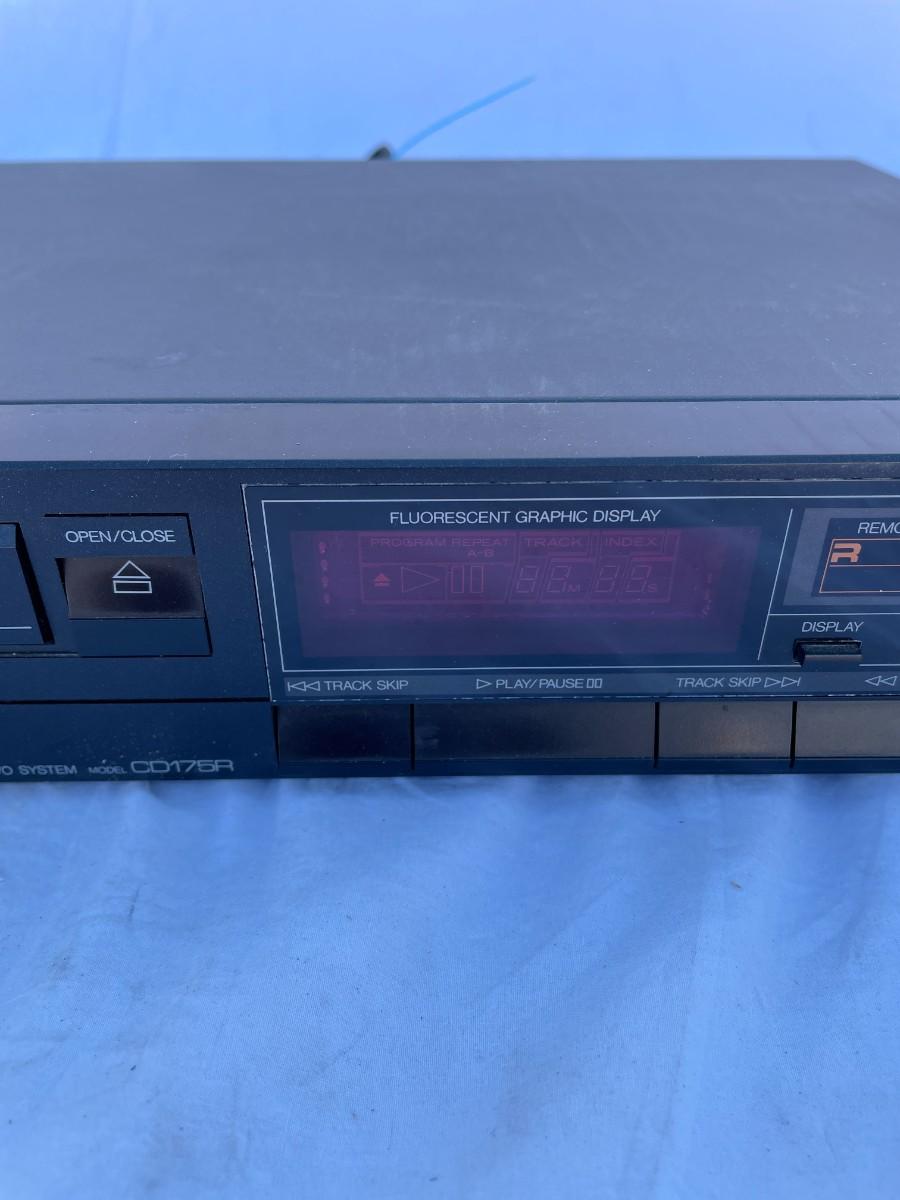 OPEN/CLOSE
FLUORESCENT GRAPHIC DISPLAY
PROGRAM REPEAT TRACK INDEX
A-B
M S
REMO
R
DISPLAY
TRACK SKIP
PLAY/PAUSE
TRACK SKIP
VO SYSTEM MODEL CD175R